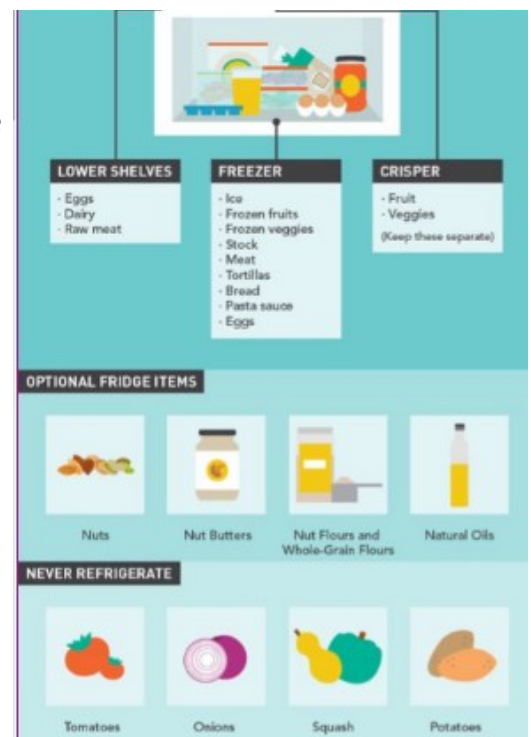 LOWER SHELVES
· Eggs
· Dairy
· Raw meat
FREEZER
· Ice
· Frozen fruits
· Frozen veggies
· Stock
· Meat
· Tortillas
· Bread
· Pasta sauce
· Eggs
CRISPER
· Fruit
· Veggies
(Keep these separate)
OPTIONAL FRIDGE ITEMS
Nuts
Nut Butters
Nut Flours and
Whole-Grain Flours
Natural Oils
NEVER REFRIGERATE
Tomatoes
Onions
Squash
Potatoes